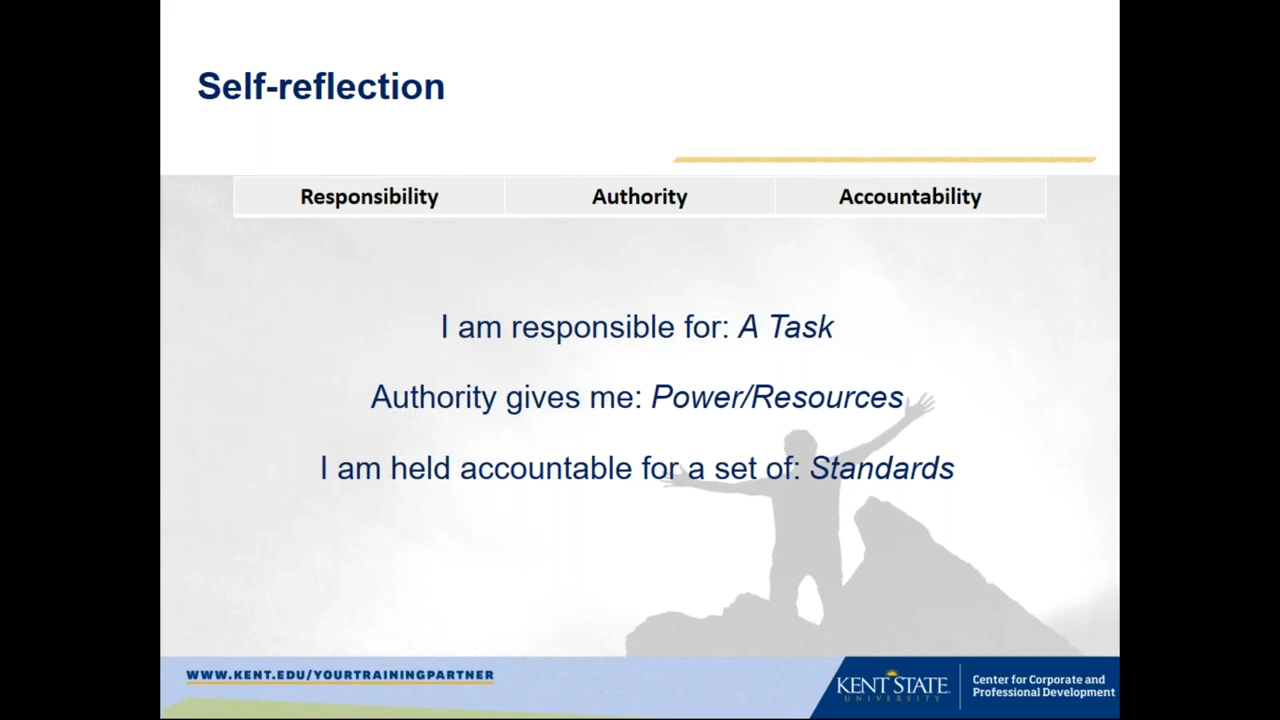 Self-reflection
Responsibility Authority Accountability
I am responsible for: A Task
Authority gives me: Power/Resources
I am held accountable for a set of: Standards
WWW.KENT.EDU/YOURTRAININGPARTNER
KENT STATE
UNIVERSITY
Center for Corporate and
Professional Development